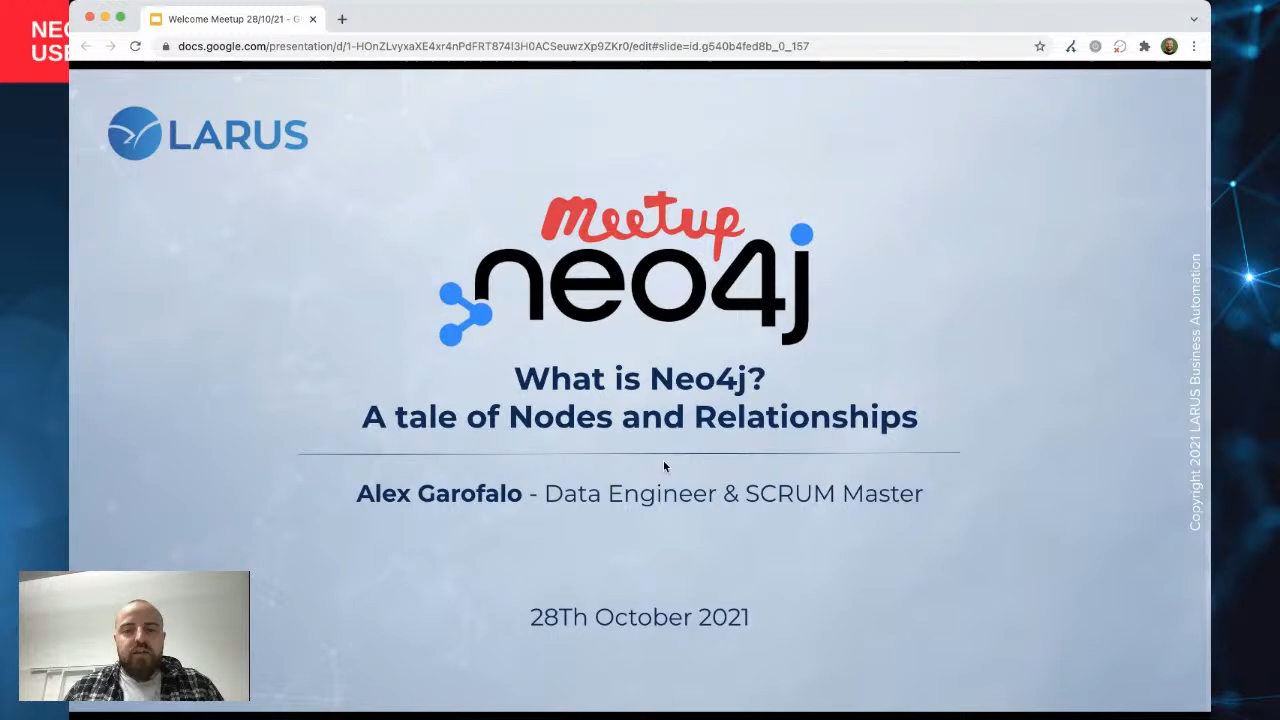 NEO
USE
Welcome Meetup 28/10/21 - G
docs.google.com/presentation/d/1-HOnZLvyxaXE4xr4nPdFRT874I3H0ACSeuwzXp9ZKr0/edit#slide=id.g540b4fed8b_0_157
LARUS
meetup
neo4j
What is Neo4j?
A tale of Nodes and Relationships
Alex Garofalo - Data Engineer & SCRUM Master
28Th October 2021
Copyright 2021 LARUS Business Automation